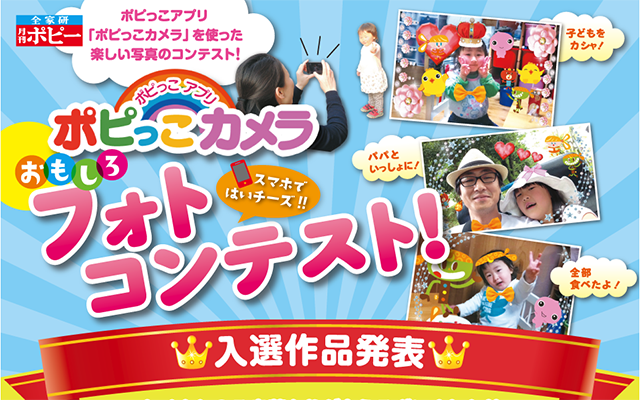 全家研
月刊ポピー
ポピっこアプリ
「ポピっこカメラ」を使った
楽しい写真のコンテスト!
ポピっこ アプリ
ポピっこカメラ
おもしろ
フォト
コンテスト!
スマホで
はいチーズ!!
子どもを
カシャ!
パパと
いっしょに!
全部
食べたよ!
入選作品発表